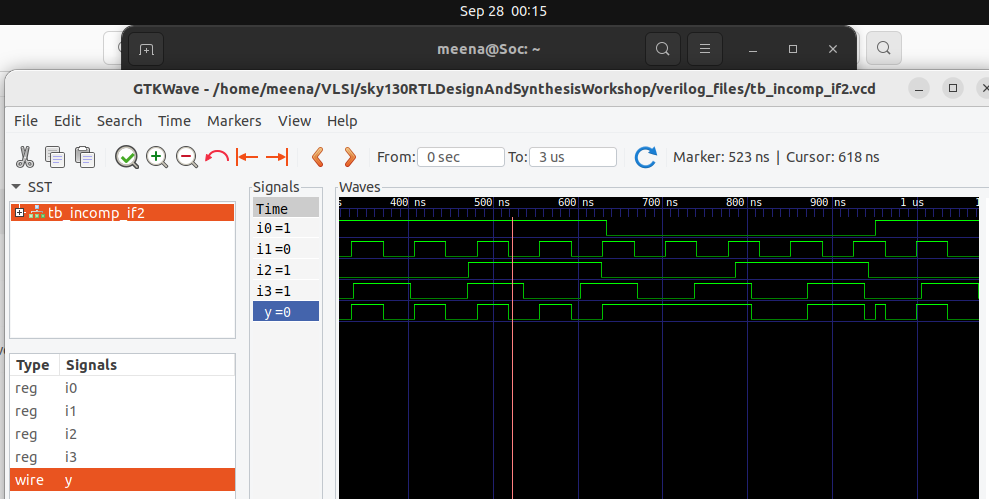 Sep 28 00:15
meena@Soc: ~
GTKWave - /home/meena/VLSI/sky130RTLDesignAndSynthesisWorkshop/verilog_files/tb_incomp_if2.vcd
File Edit Search Time Markers View Help
From: 0 sec To: 3 us Marker: 523 ns | Cursor: 618 ns
SST
tb_incomp_if2
Type Signals
reg i0
reg i1
reg i2
reg i3
wire y
Signals
Time
i0=1
i1=0
i2=1
i3=1
y=0
Waves
s 400 ns 500 ns 600 ns 700 ns 800 ns 900 ns 1 us 1